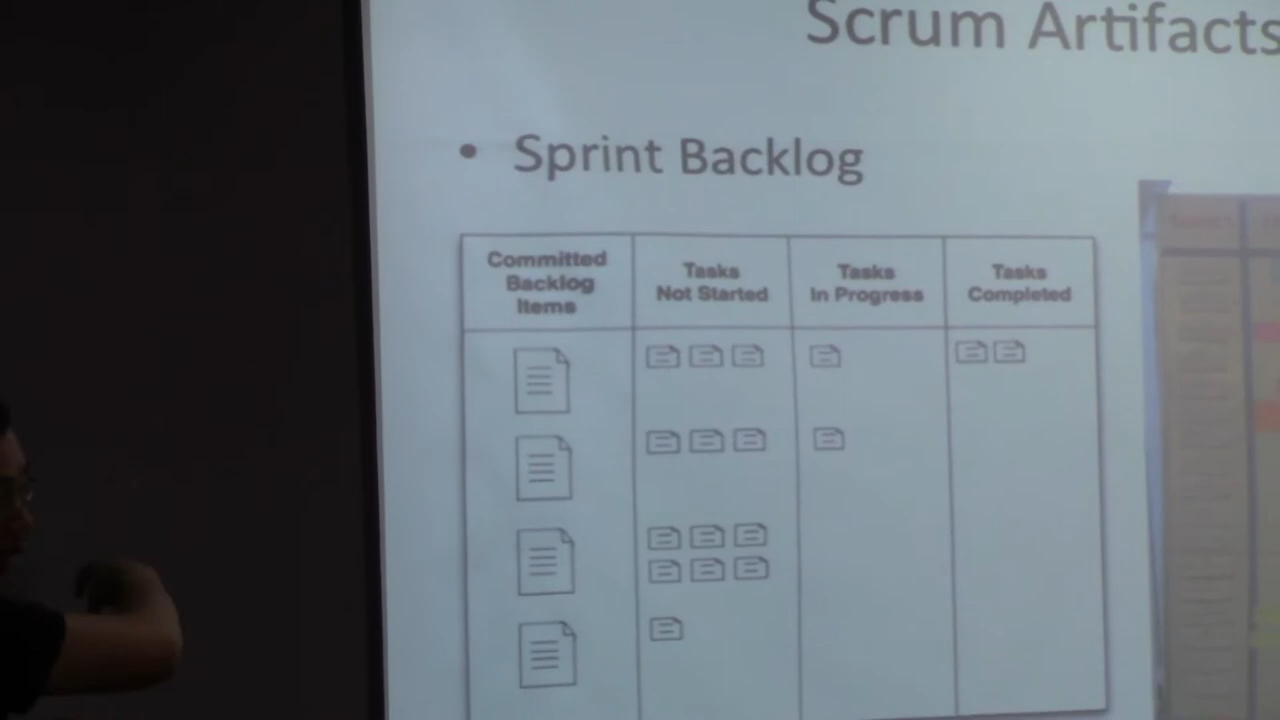 Scrum Artifacts
• Sprint Backlog
Committed
Backlog
Items
Tasks
Not Started
Tasks
In Progress
Tasks
Completed